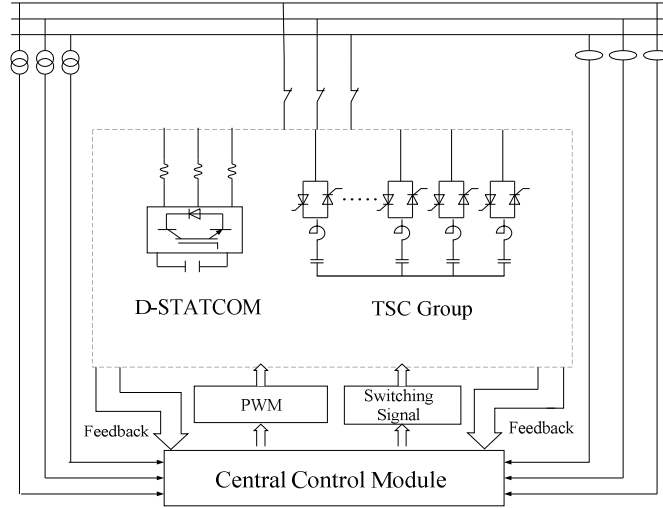 D-STATCOM
TSC Group
PWM
Switching
Signal
Feedback
Feedback
Central Control Module